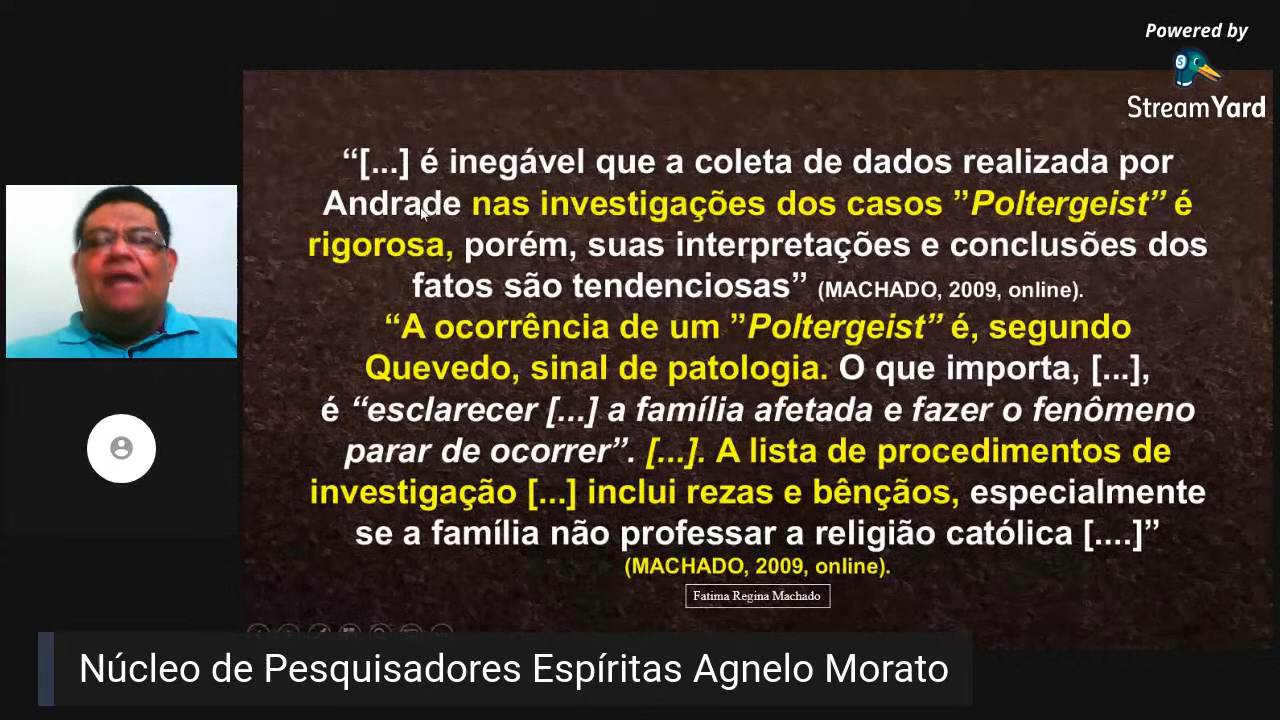 Powered by
StreamYard
“[...] é inegável que a coleta de dados realizada por
Andrade nas investigações dos casos ”Poltergeist” é
rigorosa, porém, suas interpretações e conclusões dos
fatos são tendenciosas” (MACHADO, 2009, online).
“A ocorrência de um ”Poltergeist” é, segundo
Quevedo, sinal de patologia. O que importa, [...],
é “esclarecer [...] a família afetada e fazer o fenômeno
parar de ocorrer”. [...]. A lista de procedimentos de
investigação [...] inclui rezas e bênçãos, especialmente
se a família não professar a religião católica [....]”
(MACHADO, 2009, online).
Fatima Regina Machado
Núcleo de Pesquisadores Espíritas Agnelo Morato